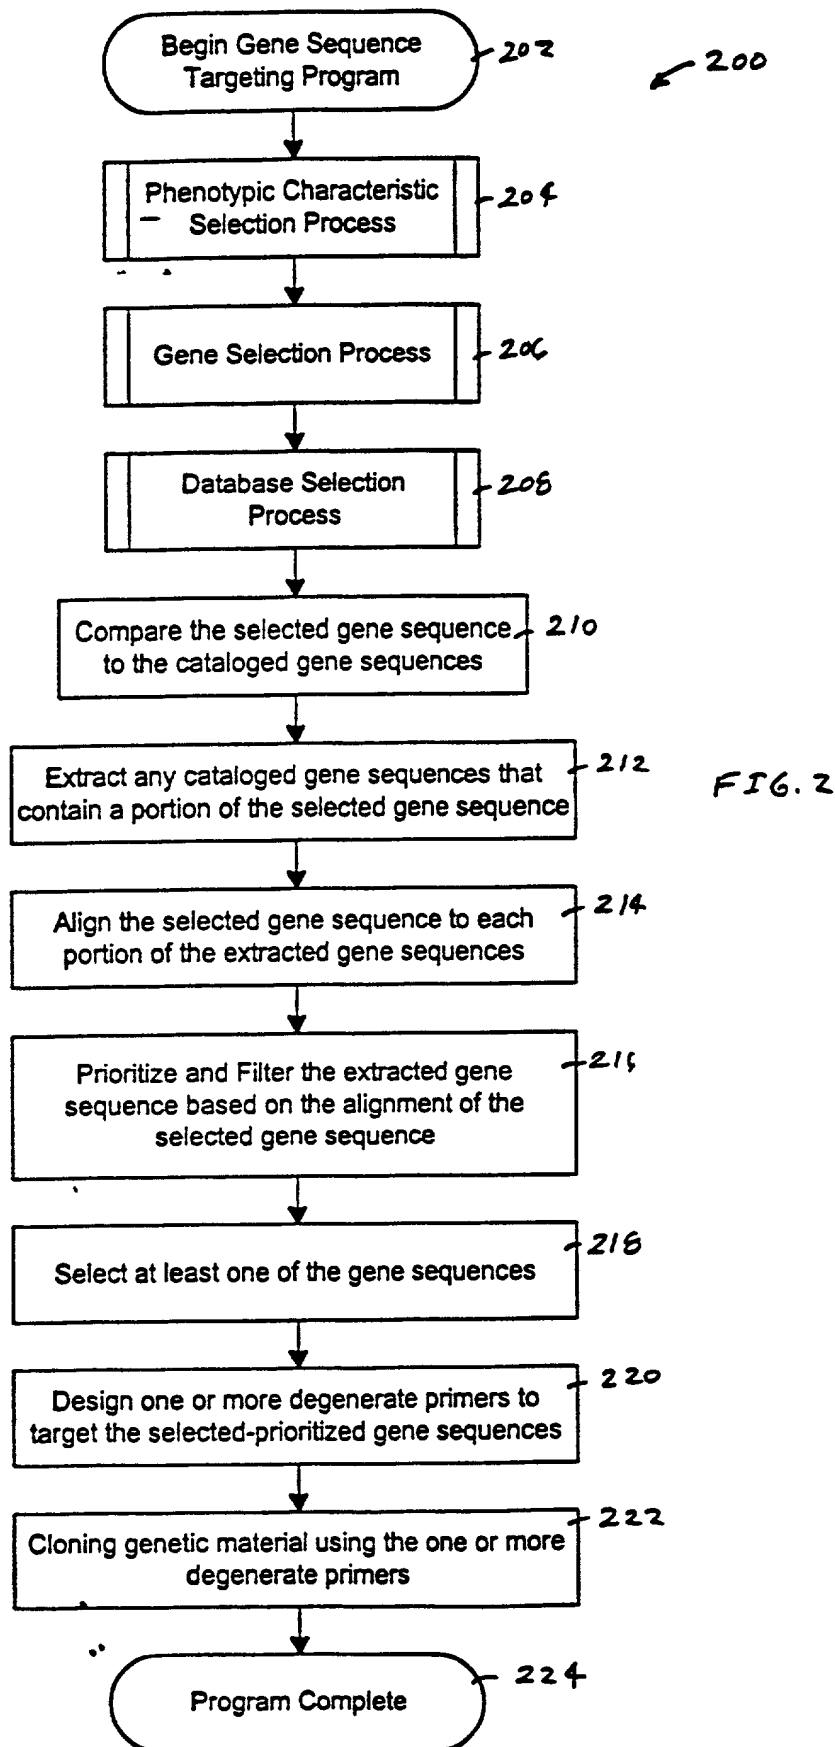 Begin Gene Sequence
Targeting Program
202
200
Phenotypic Characteristic
Selection Process
204
Gene Selection Process
206
Database Selection
Process
208
Compare the selected gene sequence
to the cataloged gene sequences
210
Extract any cataloged gene sequences that
contain a portion of the selected gene sequence
212
FIG. 2
Align the selected gene sequence to each
portion of the extracted gene sequences
214
Prioritize and Filter the extracted gene
sequence based on the alignment of the
selected gene sequence
216
Select at least one of the gene sequences
218
Design one or more degenerate primers to
target the selected-prioritized gene sequences
220
Cloning genetic material using the one or more
degenerate primers
222
Program Complete
224